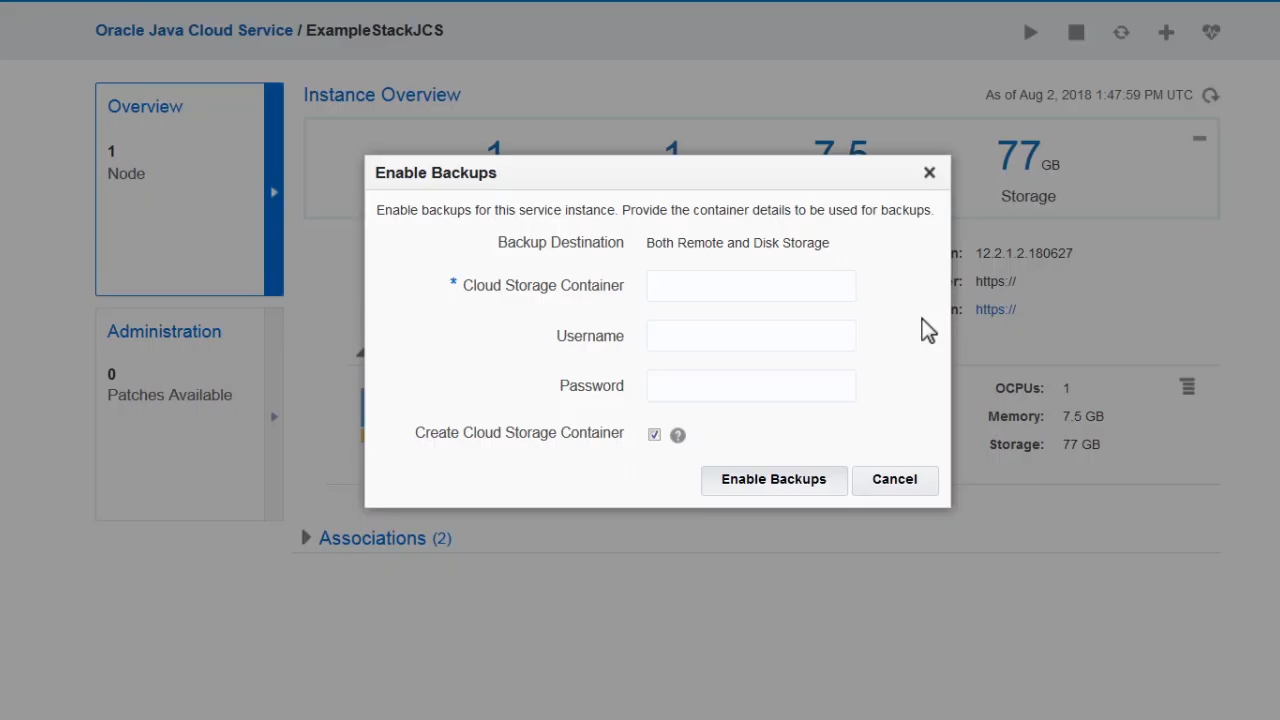 Oracle Java Cloud Service / ExampleStackJCS
Overview
1
Node
Administration
0
Patches Available
Instance Overview
As of Aug 2, 2018 1:47:59 PM UTC
1
1
7.5
77 GB
Storage
Enable Backups
Enable backups for this service instance. Provide the container details to be used for backups.
Backup Destination Both Remote and Disk Storage
* Cloud Storage Container
Username
Password
Create Cloud Storage Container
?
Enable Backups Cancel
n: 12.2.1.2.180627
r: https://
n: https://
OCPUs: 1
Memory: 7.5 GB
Storage: 77 GB
Associations (2)